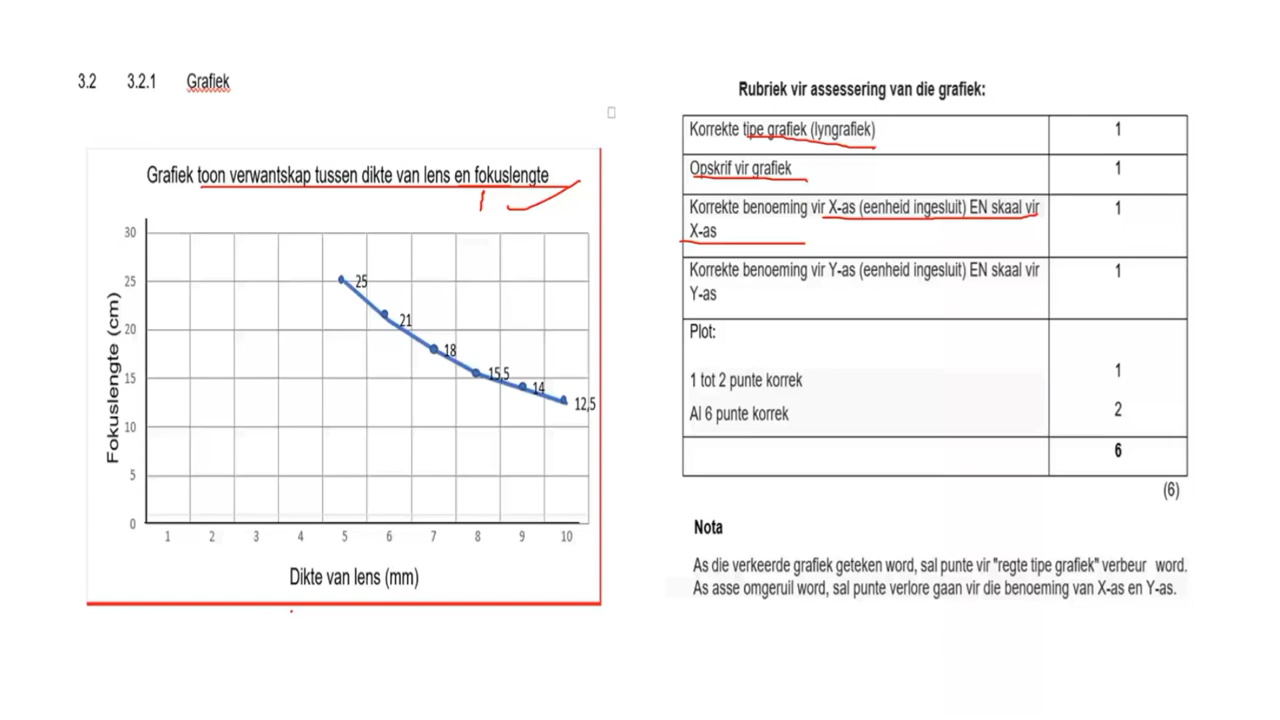 3.2 3.2.1 Grafiek
Grafiek toon verwantskap tussen dikte van lens en fokuslengte
30
25
20
15
10
5
0
Fokuslengte (cm)
25
21
18
15,5
14
12,5
1 2 3 4 5 6 7 8 9 10
Dikte van lens (mm)
Rubriek vir assessering van die grafiek:
Korrekte tipe grafiek (lyngrafiek) 1
Opskrif vir grafiek 1
Korrekte benoeming vir X-as (eenheid ingesluit) EN skaal vir 1
X-as
Korrekte benoeming vir Y-as (eenheid ingesluit) EN skaal vir 1
Y-as
Plot:
1 tot 2 punte korrek 1
Al 6 punte korrek 2
6
(6)
Nota
As die verkeerde grafiek geteken word, sal punte vir "regte tipe grafiek" verbeur word.
As asse omgeruil word, sal punte verlore gaan vir die benoeming van X-as en Y-as.